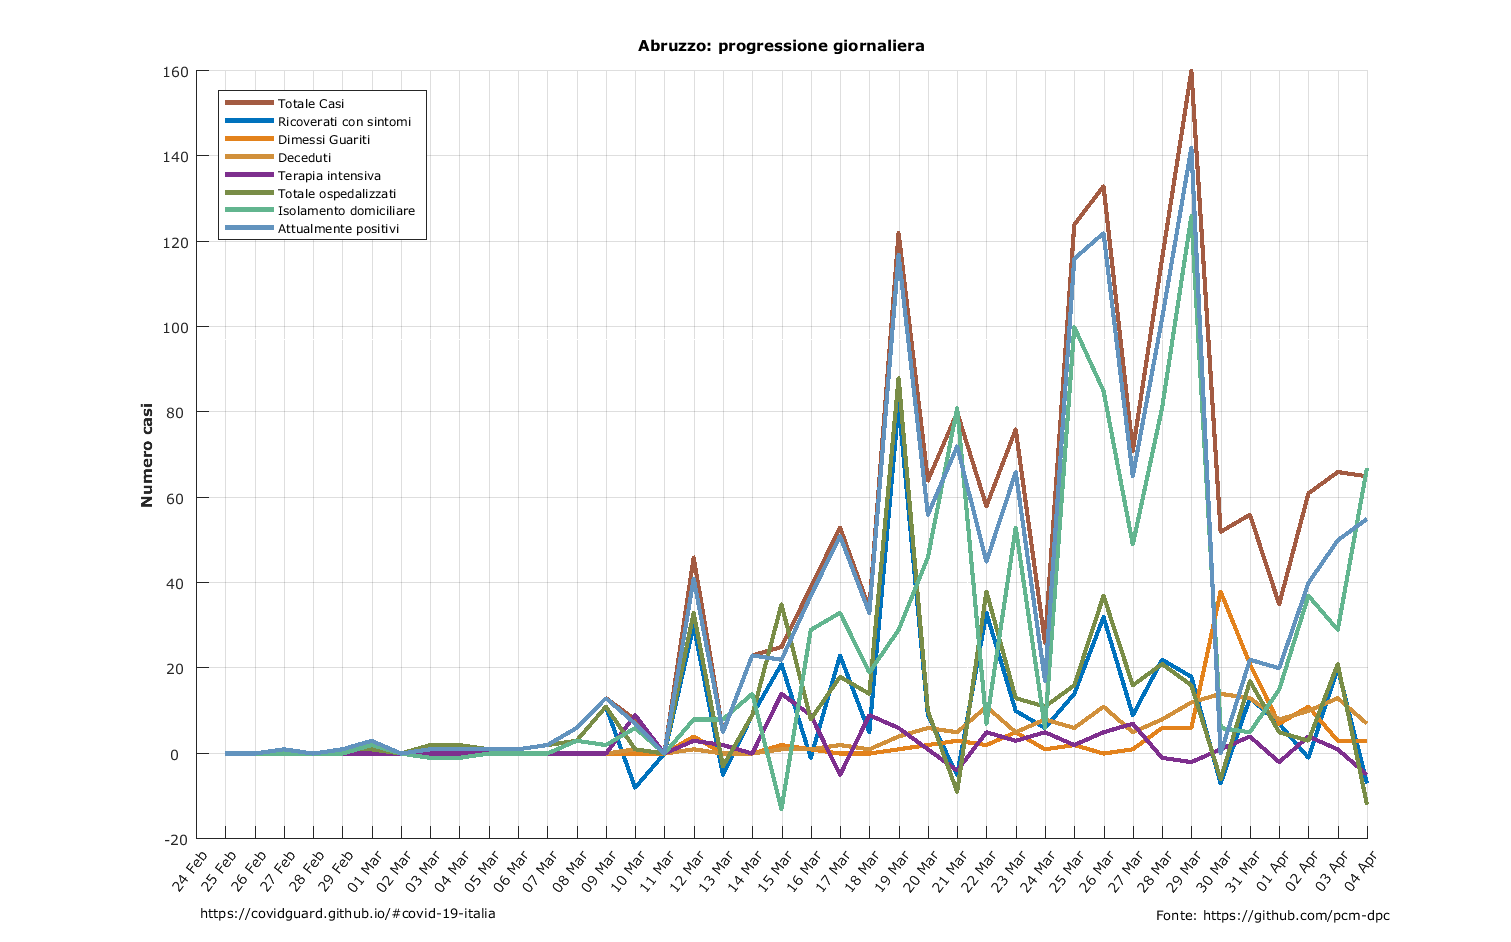 Abruzzo: progressione giornaliera
160
140
120
100
80
60
40
20
0
-20
Numero casi
Totale Casi
Ricoverati con sintomi
Dimessi Guariti
Deceduti
Terapia intensiva
Totale ospedalizzati
Isolamento domiciliare
Attualmente positivi
24 Feb
25 Feb
26 Feb
27 Feb
28 Feb
29 Feb
01 Mar
02 Mar
03 Mar
04 Mar
05 Mar
06 Mar
07 Mar
08 Mar
09 Mar
10 Mar
11 Mar
12 Mar
13 Mar
14 Mar
15 Mar
16 Mar
17 Mar
18 Mar
19 Mar
20 Mar
21 Mar
22 Mar
23 Mar
24 Mar
25 Mar
26 Mar
27 Mar
28 Mar
29 Mar
30 Mar
31 Mar
01 Apr
02 Apr
03 Apr
04 Apr
https://covidguard.github.io/#covid-19-italia
Fonte: https://github.com/pcm-dpc